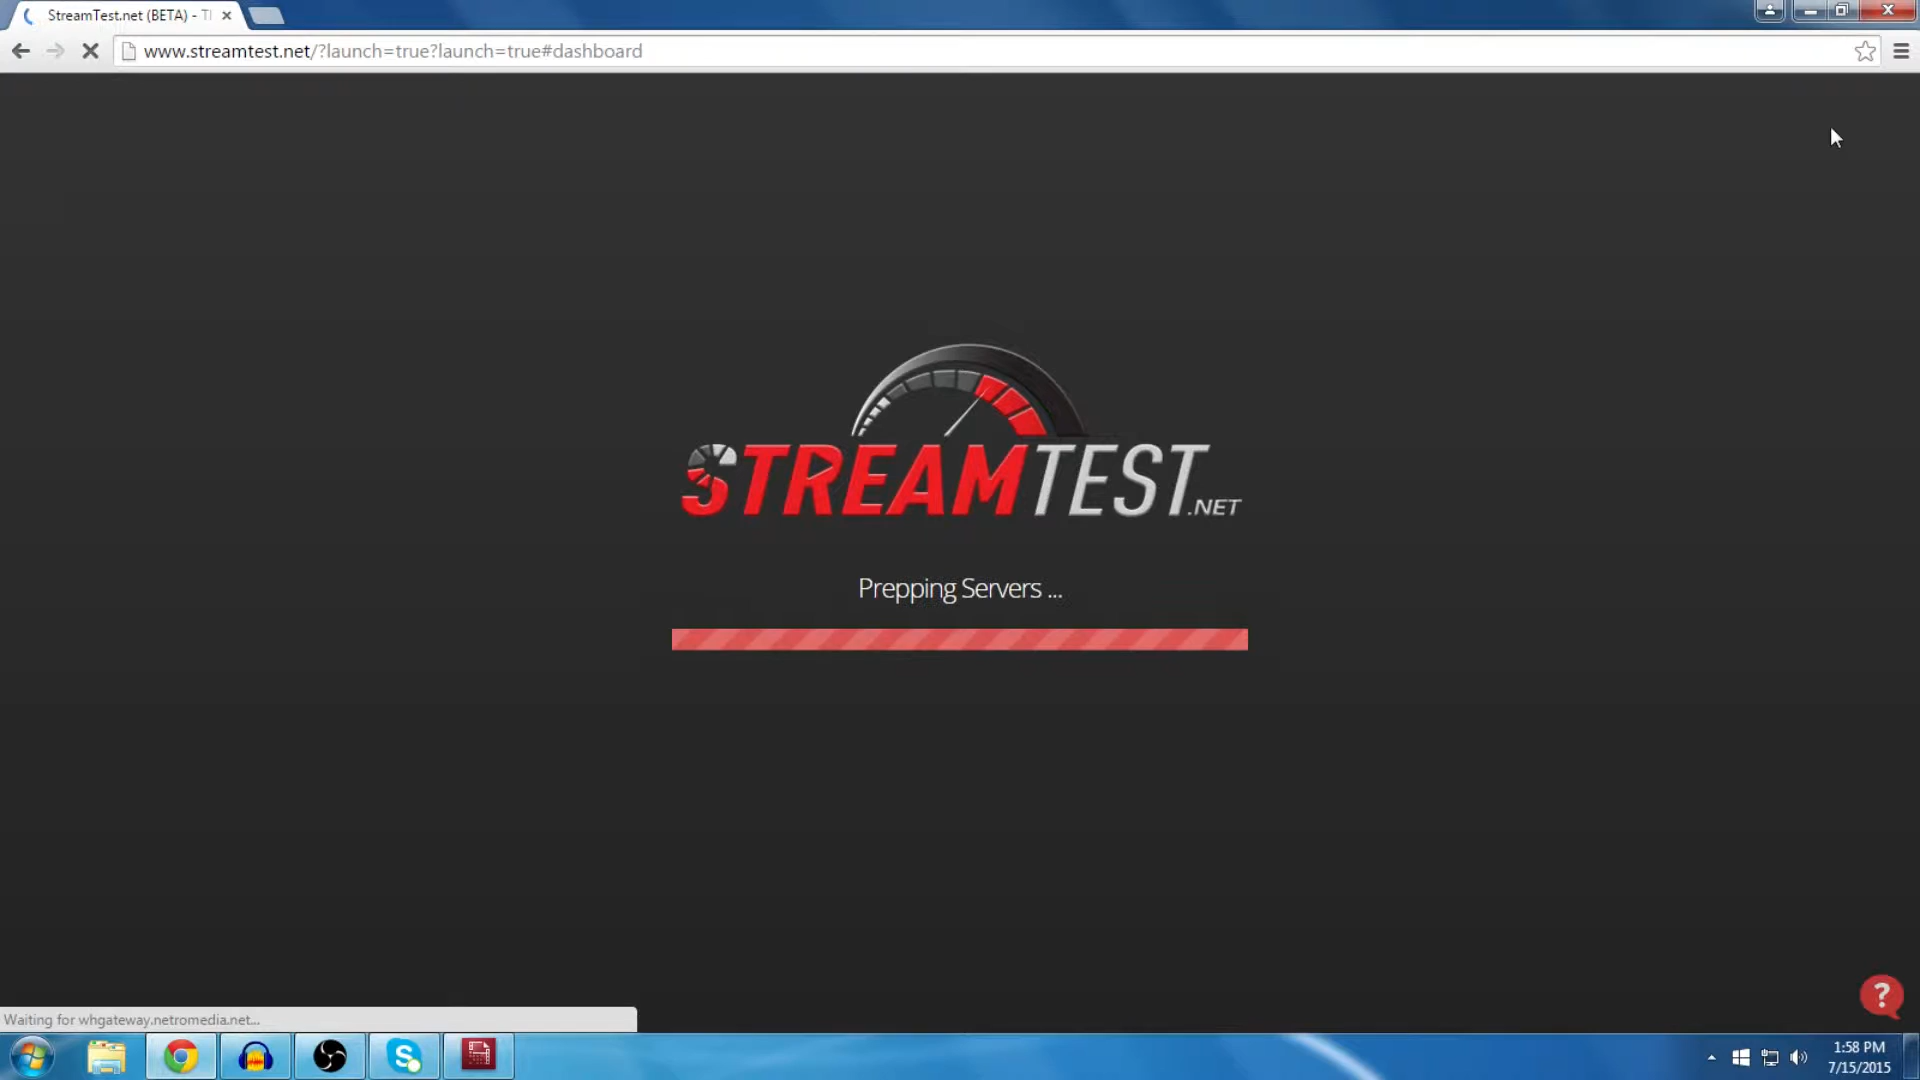 StreamTest.net (BETA) - Tl
www.streamtest.net/?launch=true?launch=true#dashboard
STREAMTEST.NET
Prepping Servers ...
?
Waiting for whgateway.netromedia.net...
1:58 PM
7/15/2015